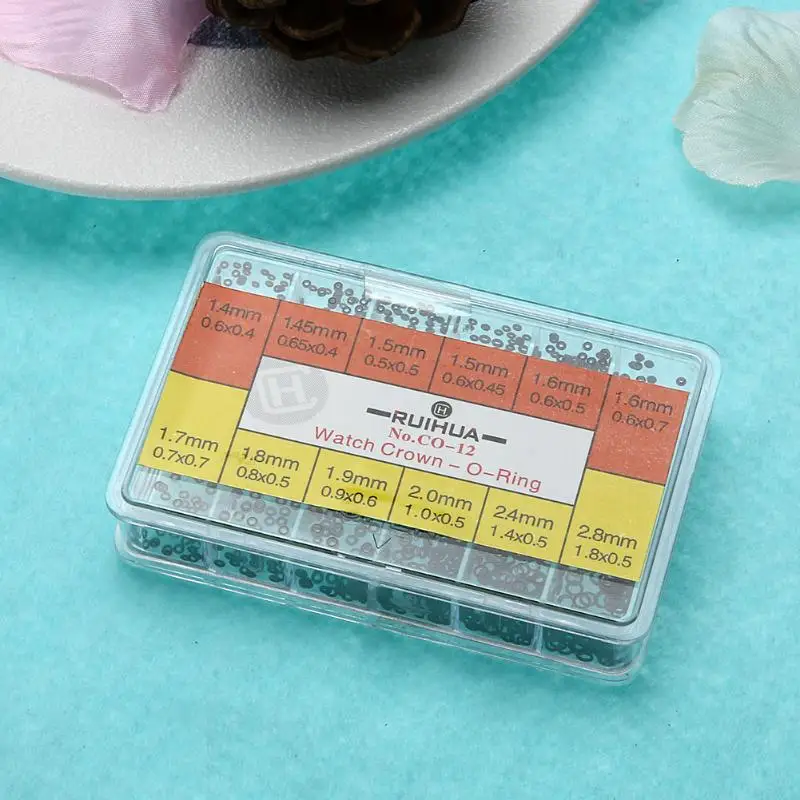 1.4mm
0.6x0.4
1.45mm
0.65x0.4
1.5mm
0.5x0.5
1.5mm
0.6x0.45
1.6mm
0.6x0.5
1.6mm
0.6x0.7
H
H
RUIHUA
No.CO-12
Watch Crown - O-Ring
1.7mm
0.7x0.7
1.8mm
0.8x0.5
1.9mm
0.9x0.6
2.0mm
1.0x0.5
2.4mm
1.4x0.5
2.8mm
1.8x0.5